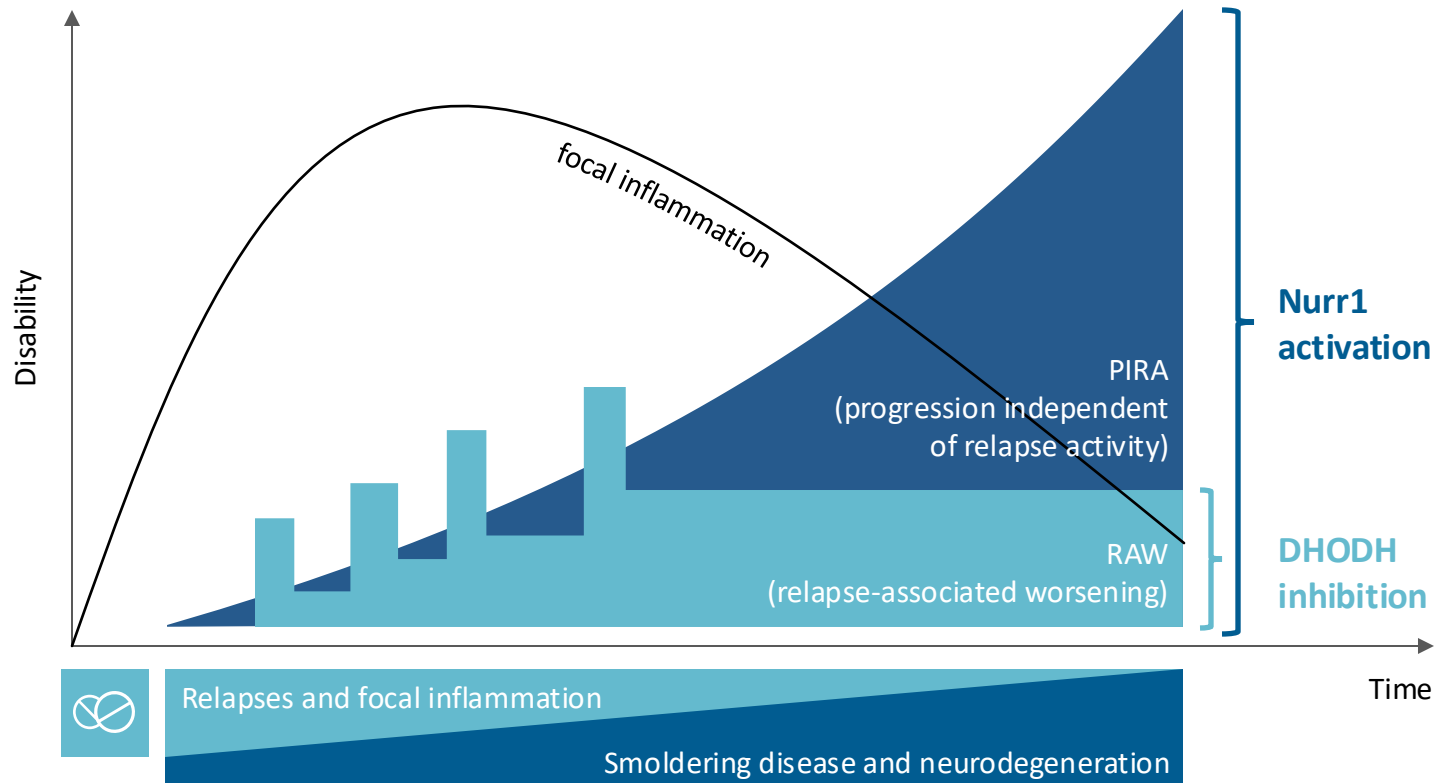 Disability
focal inflammation
PIRA
(progression independent
of relapse activity)
RAW
(relapse-associated worsening)
Nurr1
activation
DHODH
inhibition
Time
Relapses and focal inflammation
Smoldering disease and neurodegeneration